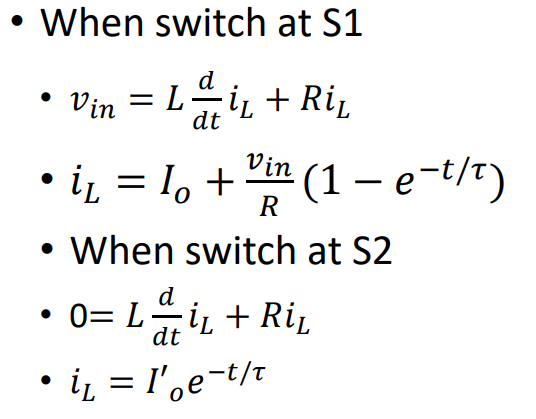 • When switch at S1
• v_in = L d/dt i_L + Ri_L
• i_L = I_o + v_in/R (1 − e^{−t/τ})
• When switch at S2
• 0= L d/dt i_L + Ri_L
• i_L = I'_o e^{−t/τ}